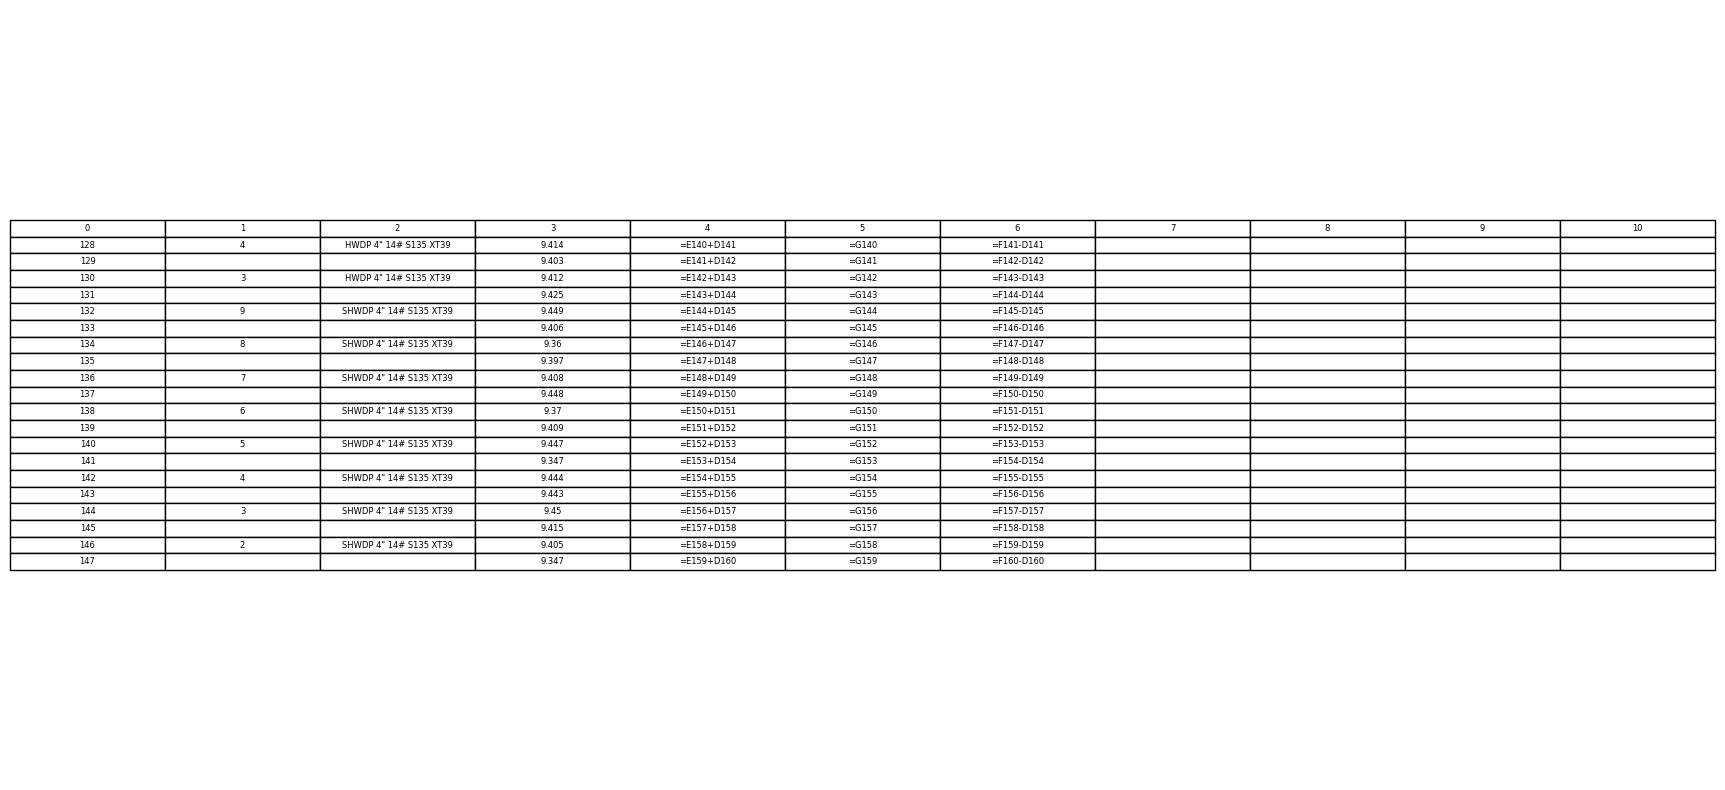 0 1 2 3 4 5 6 7 8 9 10
128 4 HWDP 4" 14# S135 XT39 9.414 =E140+D141 =G140 =F141-D141
129 9.403 =E141+D142 =G141 =F142-D142
130 3 HWDP 4" 14# S135 XT39 9.412 =E142+D143 =G142 =F143-D143
131 9.425 =E143+D144 =G143 =F144-D144
132 9 SHWDP 4" 14# S135 XT39 9.449 =E144+D145 =G144 =F145-D145
133 9.406 =E145+D146 =G145 =F146-D146
134 8 SHWDP 4" 14# S135 XT39 9.36 =E146+D147 =G146 =F147-D147
135 9.397 =E147+D148 =G147 =F148-D148
136 7 SHWDP 4" 14# S135 XT39 9.408 =E148+D149 =G148 =F149-D149
137 9.448 =E149+D150 =G149 =F150-D150
138 6 SHWDP 4" 14# S135 XT39 9.37 =E150+D151 =G150 =F151-D151
139 9.409 =E151+D152 =G151 =F152-D152
140 5 SHWDP 4" 14# S135 XT39 9.447 =E152+D153 =G152 =F153-D153
141 9.347 =E153+D154 =G153 =F154-D154
142 4 SHWDP 4" 14# S135 XT39 9.444 =E154+D155 =G154 =F155-D155
143 9.443 =E155+D156 =G155 =F156-D156
144 3 SHWDP 4" 14# S135 XT39 9.45 =E156+D157 =G156 =F157-D157
145 9.415 =E157+D158 =G157 =F158-D158
146 2 SHWDP 4" 14# S135 XT39 9.405 =E158+D159 =G158 =F159-D159
147 9.347 =E159+D160 =G159 =F160-D160